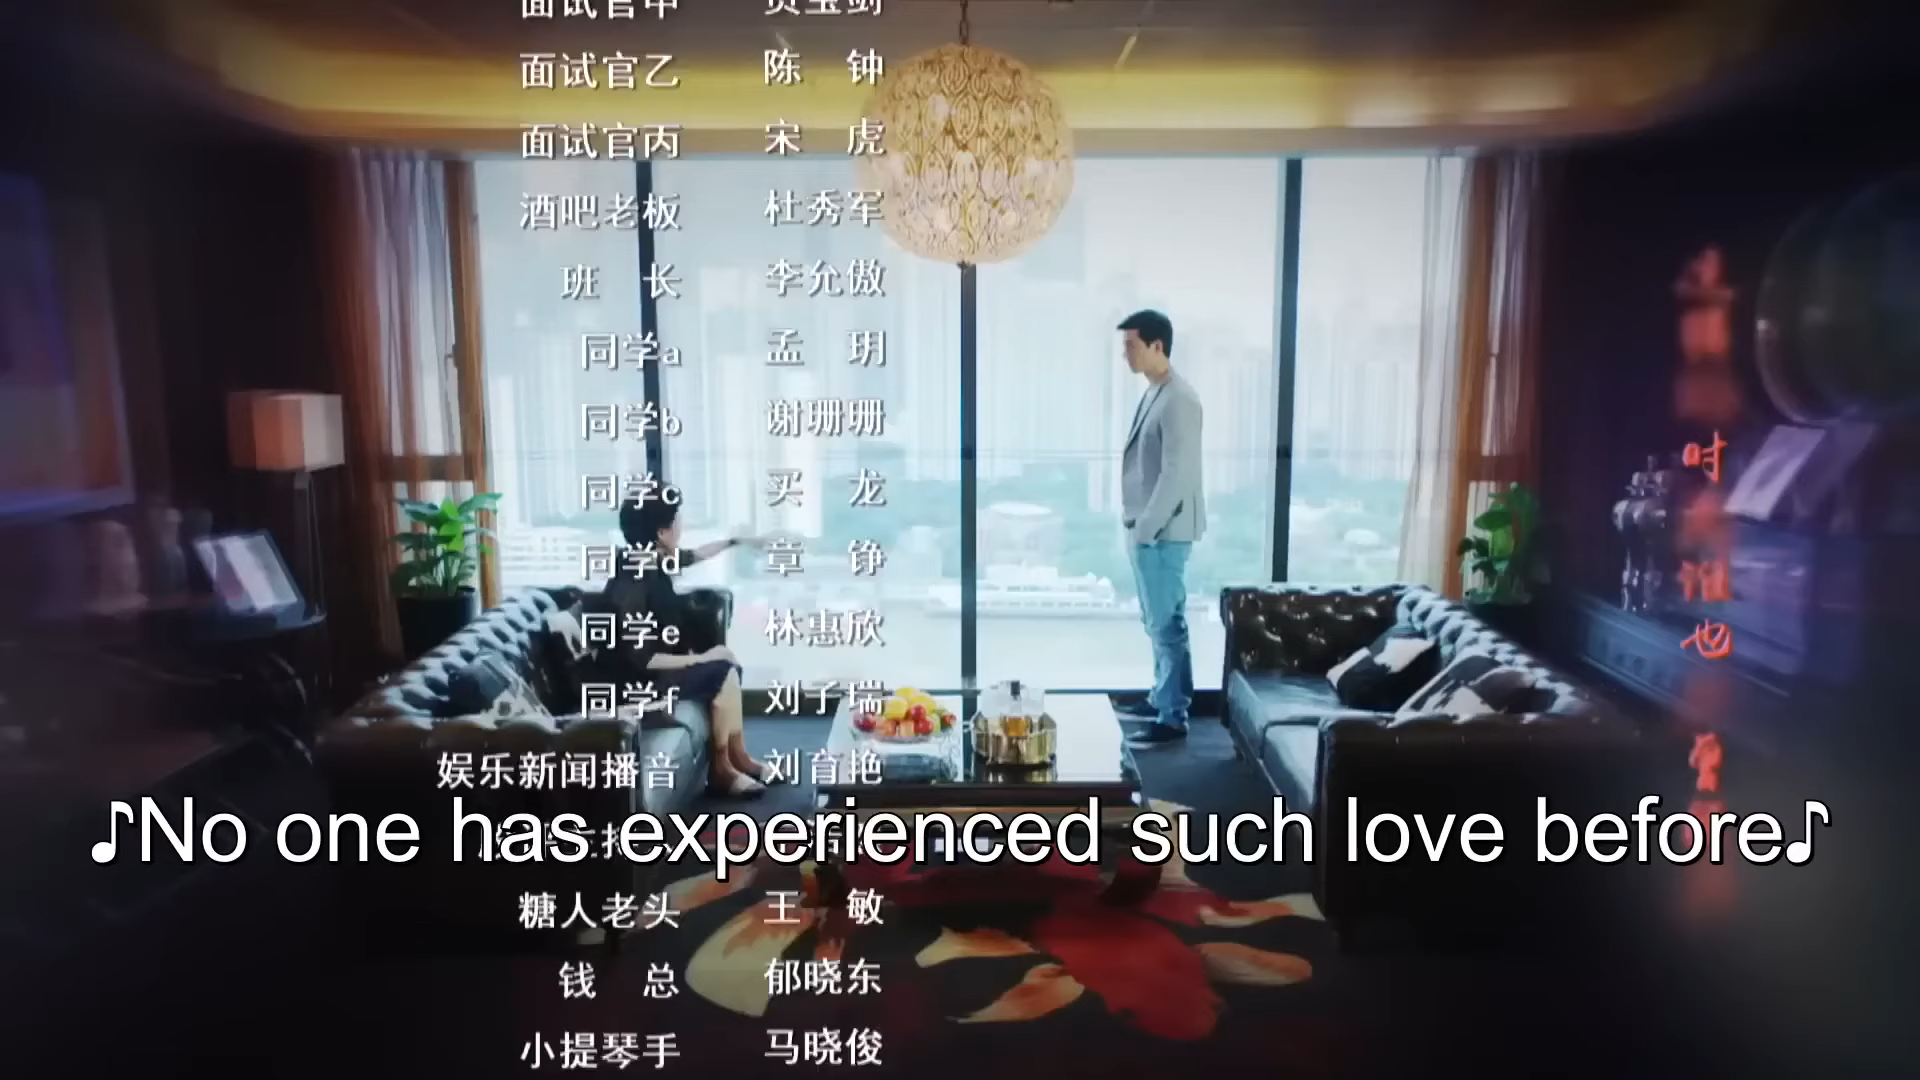 面试官乙 陈 钟
面试官丙 宋 虎
酒吧老板 杜秀军
班 长 李允傲
同学a 孟 玥
同学b 谢珊珊
同学c 买 龙
同学d 章 铮
同学e 林惠欣
同学f 刘子瑞
娱乐新闻播音 刘育艳
♪No one has experienced such love before♪
糖人老头 王 敏
钱 总 郁晓东
小提琴手 马晓俊
时
谁
也
曾